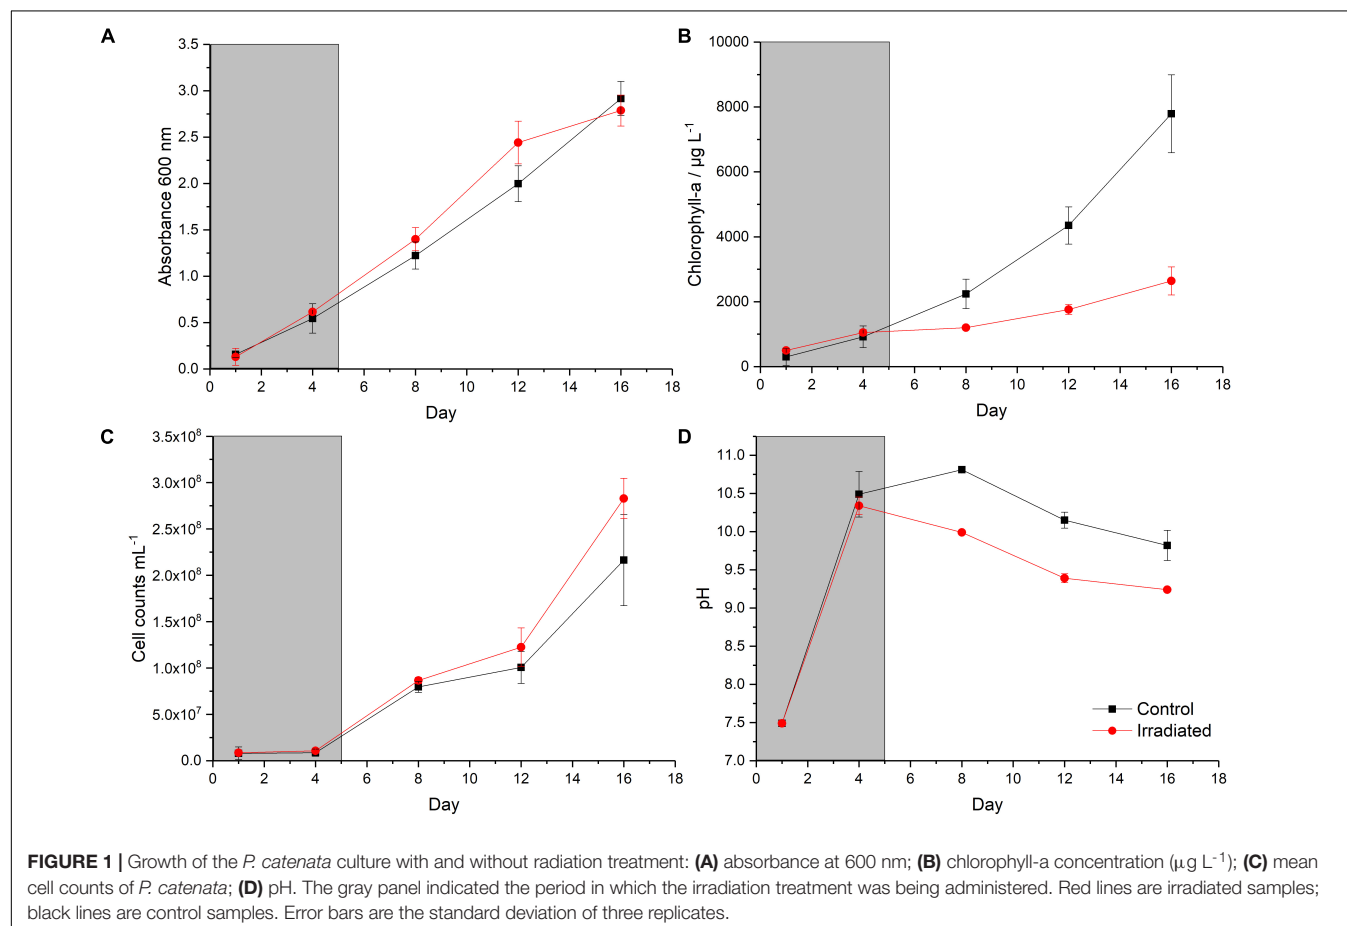 A
3.5
3.0
2.5
2.0
1.5
1.0
0.5
0.0
Absorbance 600 nm
0 2 4 6 8 10 12 14 16 18
Day
B
10000
8000
6000
4000
2000
0
Chlorophyll-a / µg L⁻¹
0 2 4 6 8 10 12 14 16 18
Day
C
3.5x10⁸
3.0x10⁸
2.5x10⁸
2.0x10⁸
1.5x10⁸
1.0x10⁸
5.0x10⁷
0.0
Cell counts mL⁻¹
0 2 4 6 8 10 12 14 16 18
Day
D
11.0
10.5
10.0
9.5
9.0
8.5
8.0
7.5
7.0
pH
Control
Irradiated
0 2 4 6 8 10 12 14 16 18
Day
FIGURE 1 | Growth of the P. catenata culture with and without radiation treatment: (A) absorbance at 600 nm; (B) chlorophyll-a concentration (µg L⁻¹); (C) mean
cell counts of P. catenata; (D) pH. The gray panel indicated the period in which the irradiation treatment was being administered. Red lines are irradiated samples;
black lines are control samples. Error bars are the standard deviation of three replicates.